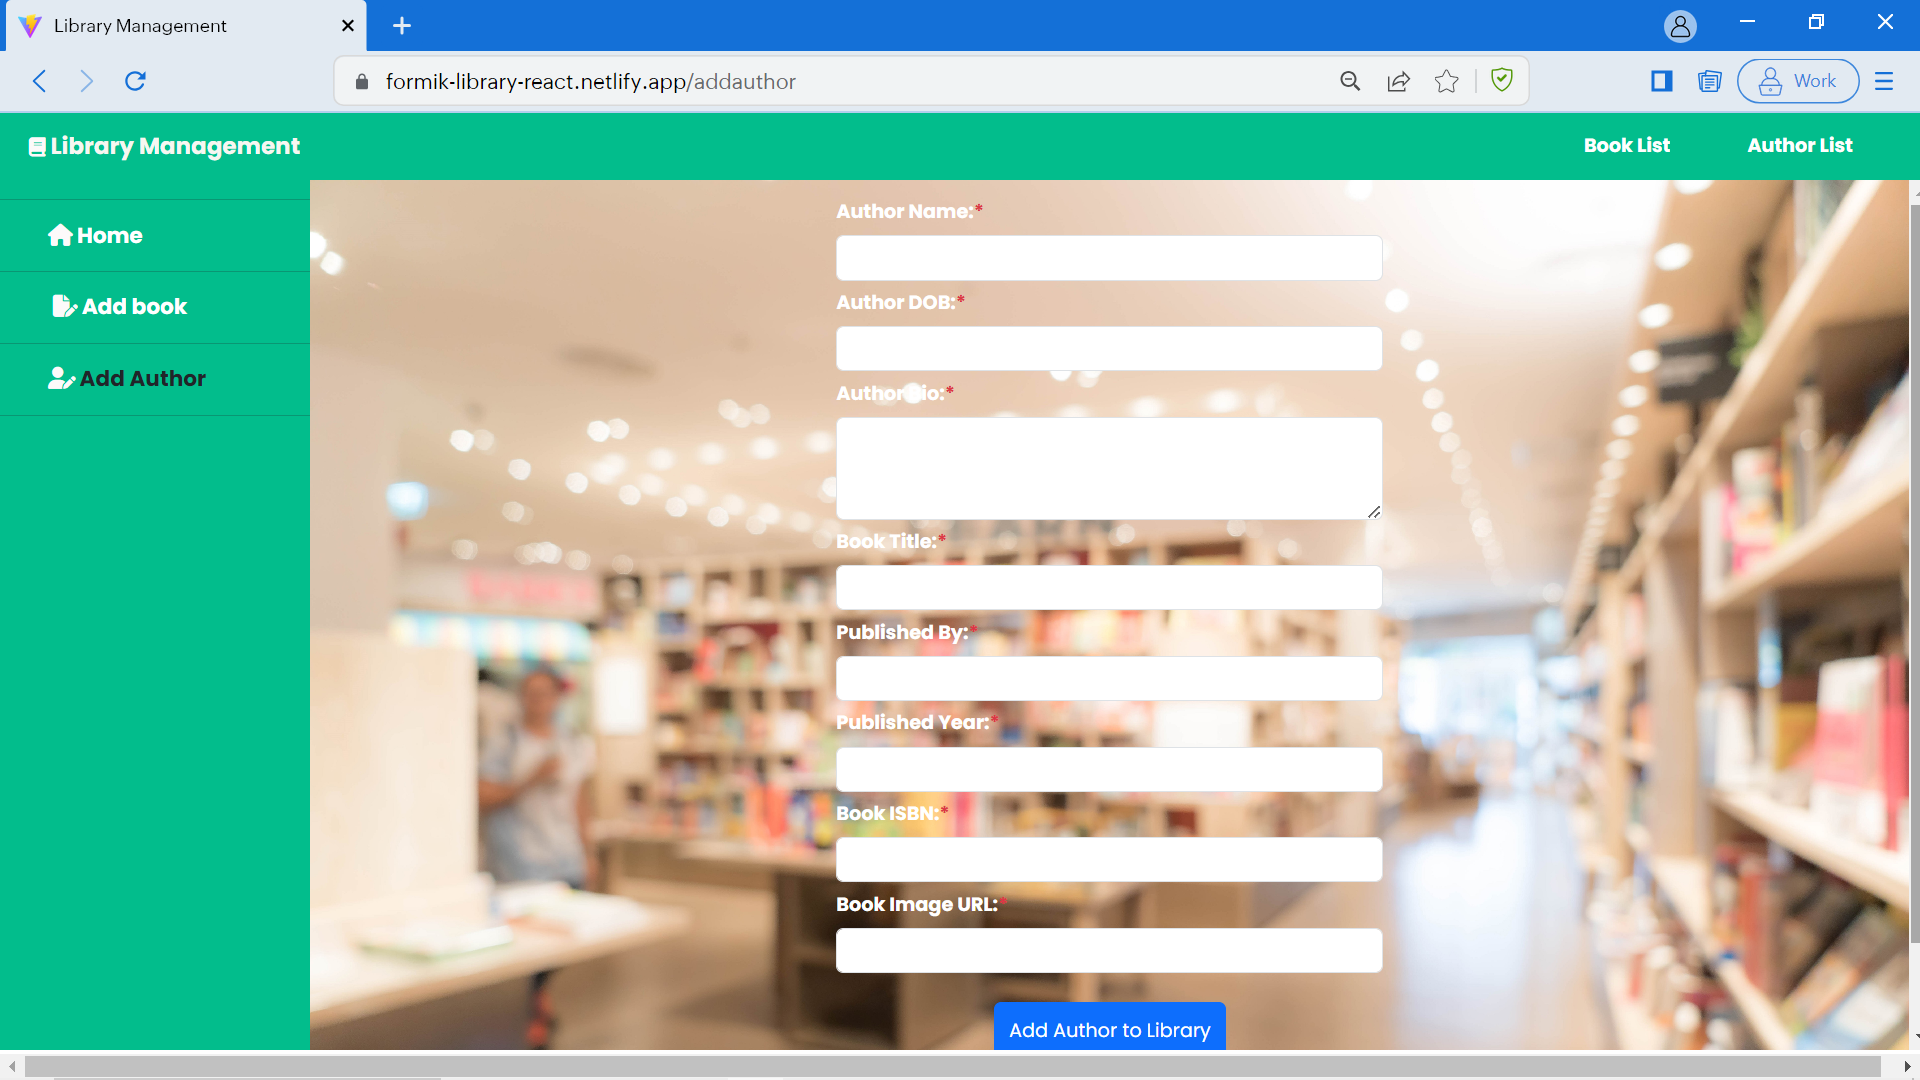 Library Management
formik-library-react.netlify.app/addauthor
Work
Library Management
Book List
Author List
Home
Add book
Add Author
Author Name:*
Author DOB:*
Author Bio:*
Book Title:*
Published By:*
Published Year:*
Book ISBN:*
Book Image URL:*
Add Author to Library